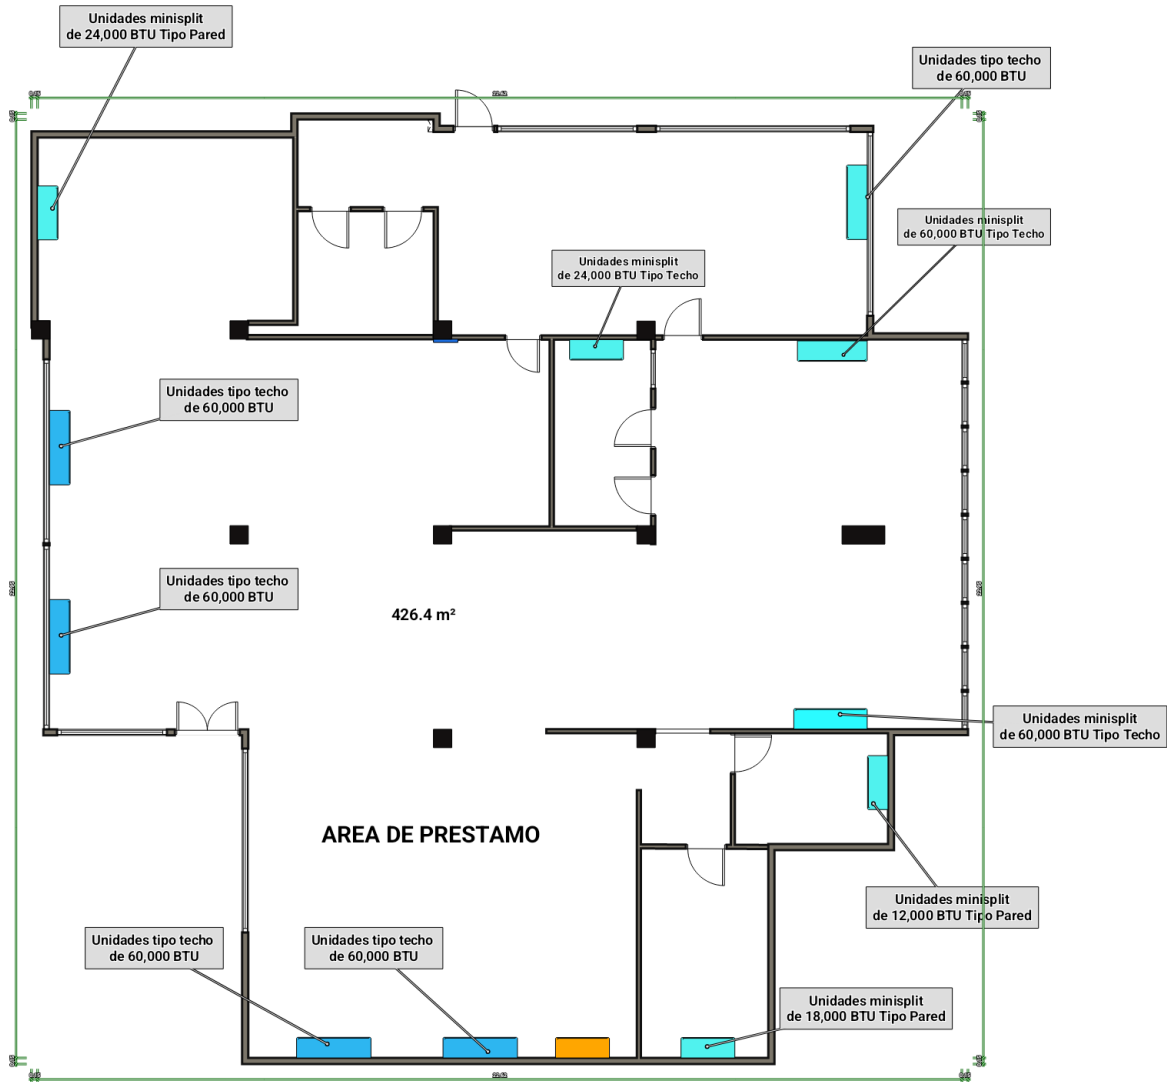 Unidades minisplit
de 24,000 BTU Tipo Pared
Unidades tipo techo
de 60,000 BTU
Unidades minisplit
de 60,000 BTU Tipo Techo
Unidades minisplit
de 24,000 BTU Tipo Techo
Unidades tipo techo
de 60,000 BTU
Unidades tipo techo
de 60,000 BTU
426.4 m²
Unidades minisplit
de 60,000 BTU Tipo Techo
AREA DE PRESTAMO
Unidades minisplit
de 12,000 BTU Tipo Pared
Unidades tipo techo
de 60,000 BTU
Unidades tipo techo
de 60,000 BTU
Unidades minisplit
de 18,000 BTU Tipo Pared